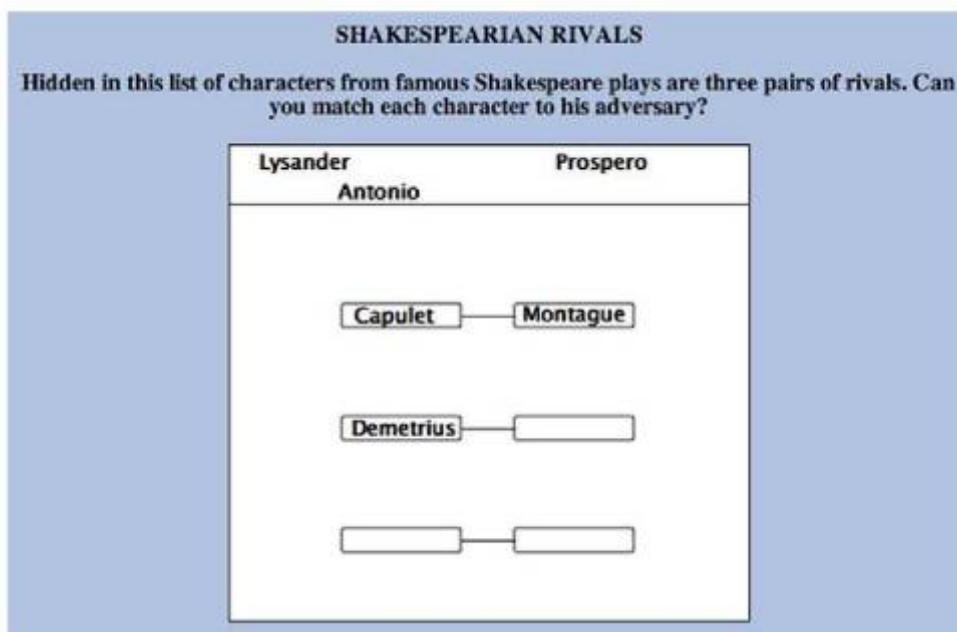 SHAKESPEARIAN RIVALS
Hidden in this list of characters from famous Shakespeare plays are three pairs of rivals. Can
you match each character to his adversary?
Lysander Prospero
Antonio
Capulet Montague
Demetrius